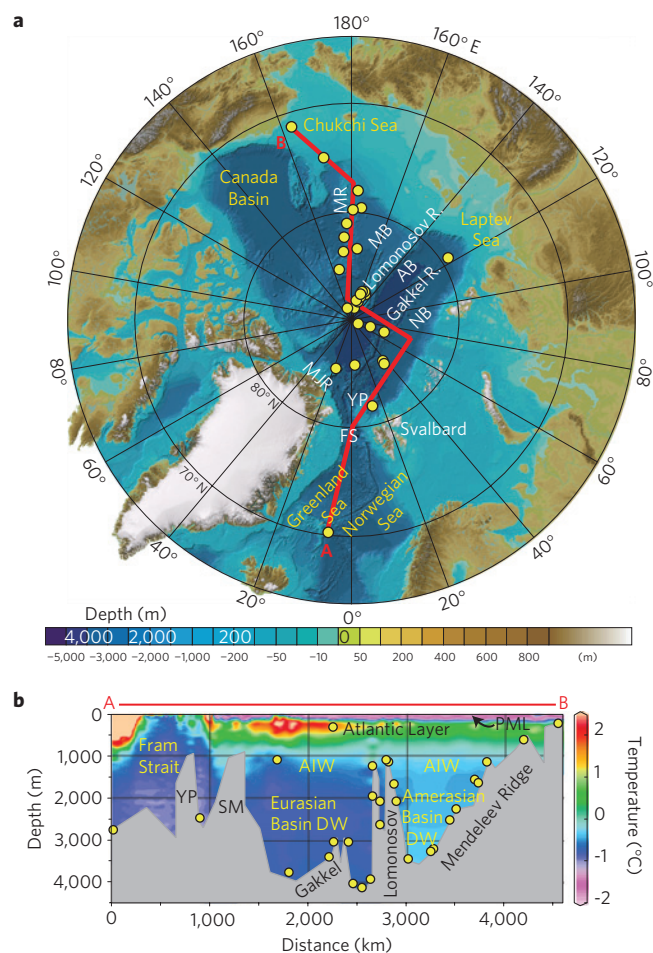 a
180°
160°
160° E
140°
140°
120°
120°
100°
100°
80°
80°
60°
60°
40°
40°
20°
20°
0°
B
Chukchi Sea
Canada
Basin
MR
MB
Lomonosov R.
Laptev
Sea
AB
Gakkel R.
NB
MJR
80° N
YP
Svalbard
FS
70° N
Greenland
Sea
Norwegian
Sea
A
Depth (m)
4,000 2,000 200 0
−5,000 −3,000 −2,000 −1,000 −200 −50 −10 50 200 400 600 800 (m)
b
A B
0
1,000
2,000
3,000
4,000
Depth (m)
Fram
Strait
YP
SM
Atlantic Layer
PML
AIW
AIW
Eurasian
Basin DW
Amerasian
Basin
DW
Gakkel
Lomonosov
Mendeleev Ridge
0 1,000 2,000 3,000 4,000
Distance (km)
2
1
0
−1
−2
Temperature (°C)